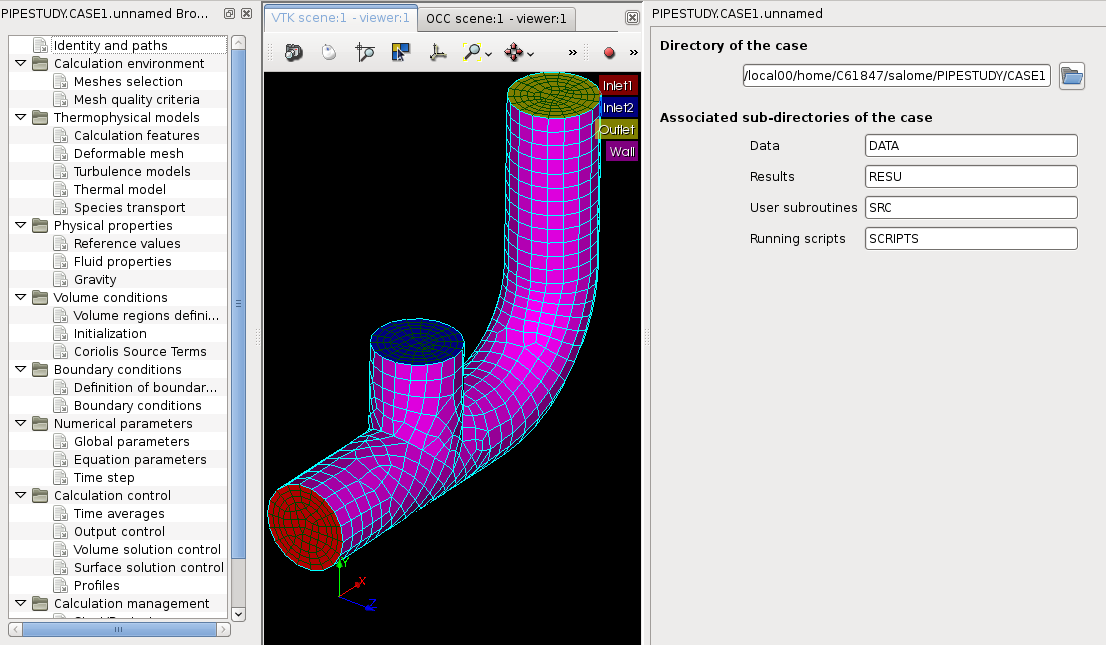 PIPESTUDY.CASE1.unnamed Bro...
Identity and paths
Calculation environment
Meshes selection
Mesh quality criteria
Thermophysical models
Calculation features
Deformable mesh
Turbulence models
Thermal model
Species transport
Physical properties
Reference values
Fluid properties
Gravity
Volume conditions
Volume regions defini...
Initialization
Coriolis Source Terms
Boundary conditions
Definition of boundar...
Boundary conditions
Numerical parameters
Global parameters
Equation parameters
Time step
Calculation control
Time averages
Output control
Volume solution control
Surface solution control
Profiles
Calculation management
VTK scene:1 - viewer:1
OCC scene:1 - viewer:1
»
»
Inlet1
Inlet2
Outlet
Wall
Y
X
Z
PIPESTUDY.CASE1.unnamed
Directory of the case
/local00/home/C61847/salome/PIPESTUDY/CASE1
Associated sub-directories of the case
Data DATA
Results RESU
User subroutines SRC
Running scripts SCRIPTS